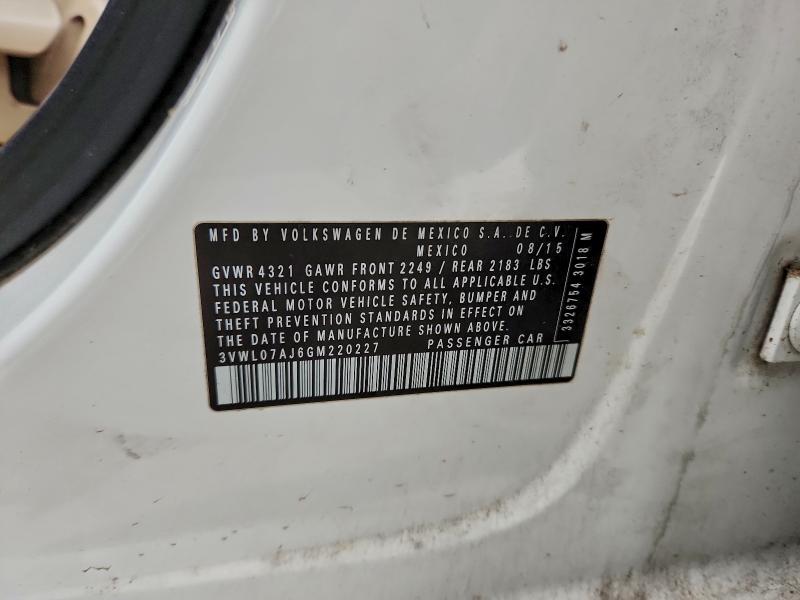 MFD BY VOLKSWAGEN DE MEXICO S.A. DE C.V.
MEXICO 08/15
GVWR 4321 GAWR FRONT 2249 / REAR 2183 LBS
THIS VEHICLE CONFORMS TO ALL APPLICABLE U.S.
FEDERAL MOTOR VEHICLE SAFETY, BUMPER AND
THEFT PREVENTION STANDARDS IN EFFECT ON
THE DATE OF MANUFACTURE SHOWN ABOVE.
3VWL07AJ6GM220227 PASSENGER CAR
3326754 3018 M